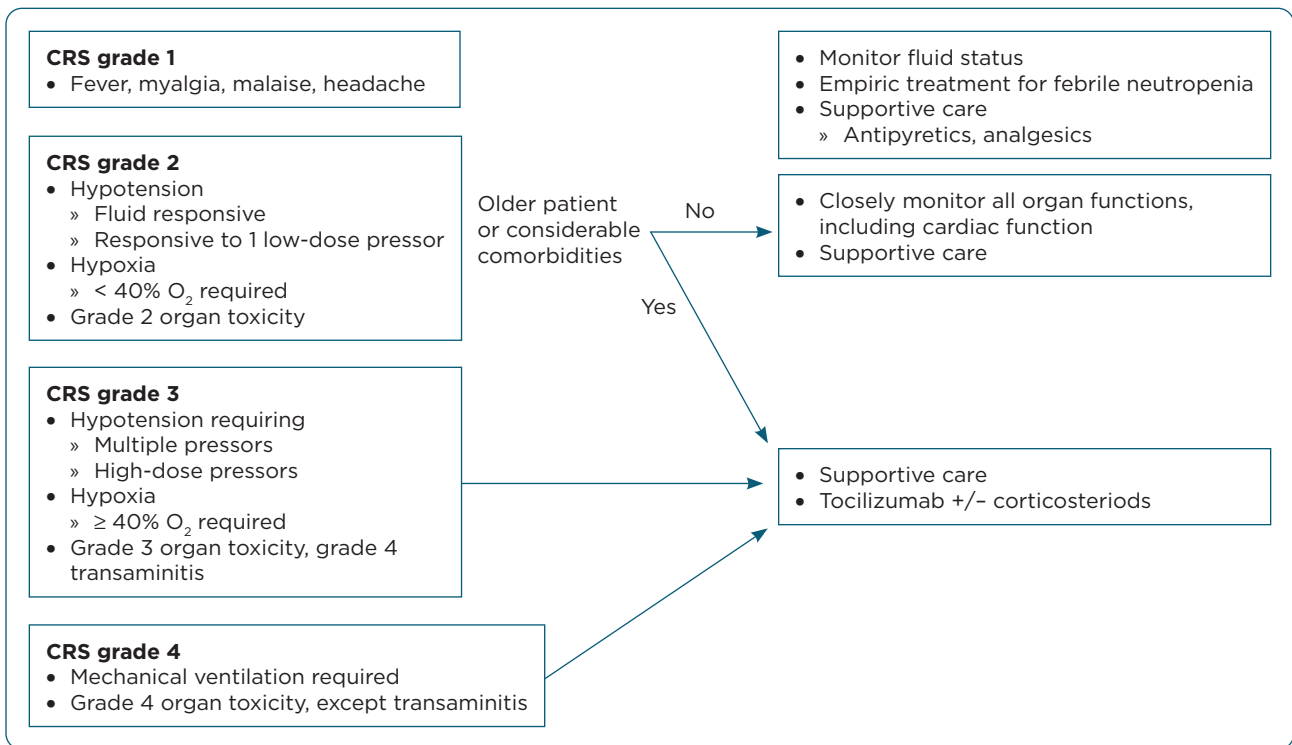 CRS grade 1
• Fever, myalgia, malaise, headache
CRS grade 2
• Hypotension
» Fluid responsive
» Responsive to 1 low-dose pressor
• Hypoxia
» < 40% O₂ required
• Grade 2 organ toxicity
CRS grade 3
• Hypotension requiring
» Multiple pressors
» High-dose pressors
• Hypoxia
» ≥ 40% O₂ required
• Grade 3 organ toxicity, grade 4
transaminitis
CRS grade 4
• Mechanical ventilation required
• Grade 4 organ toxicity, except transaminitis
Older patient
or considerable
comorbidities
No
Yes
• Monitor fluid status
• Empiric treatment for febrile neutropenia
• Supportive care
» Antipyretics, analgesics
• Closely monitor all organ functions,
including cardiac function
• Supportive care
• Supportive care
• Tocilizumab +/– corticosteriods